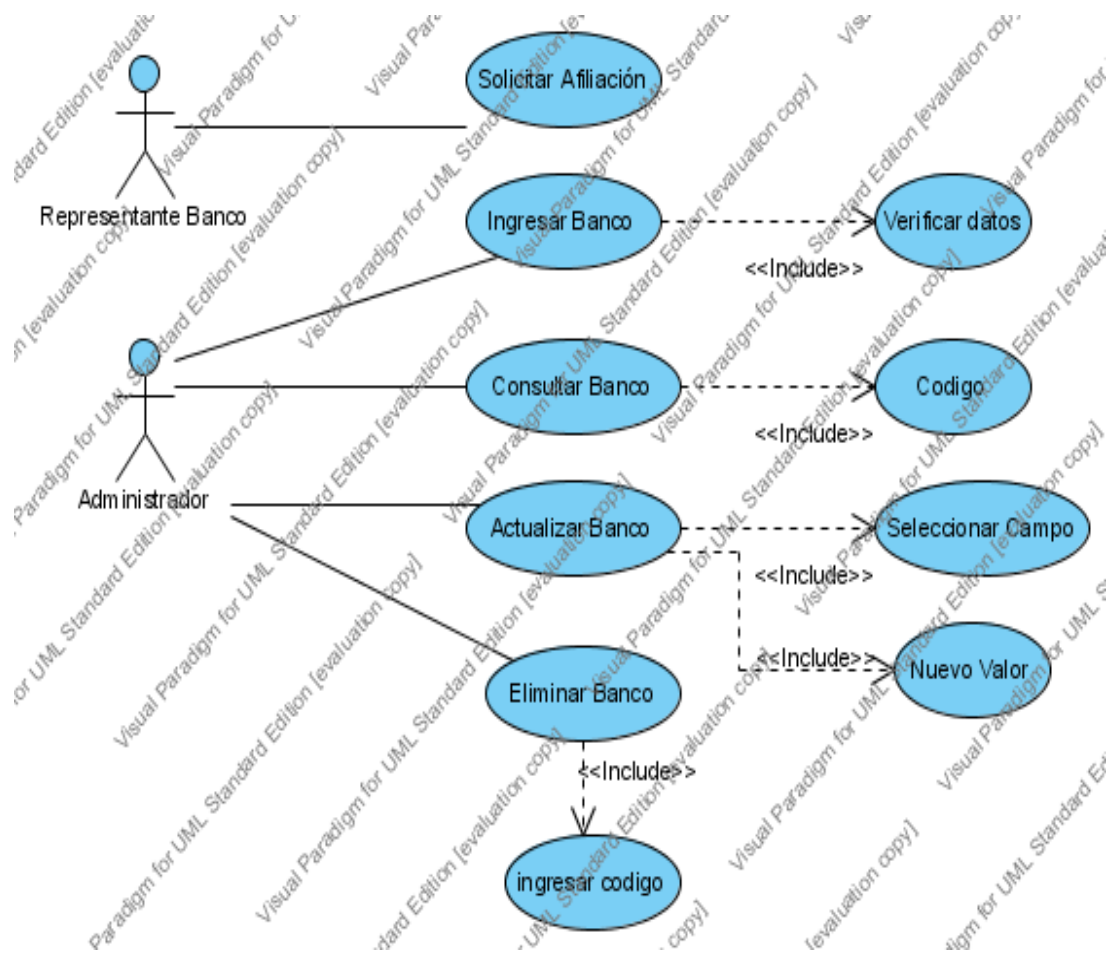 Solicitar Afiliación
Representante Banco
Ingresar Banco
Verificar datos
<<Include>>
Consultar Banco
Codigo
<<Include>>
Administrador
Actualizar Banco
Seleccionar Campo
<<Include>>
<<Include>>
Nuevo Valor
Eliminar Banco
<<Include>>
ingresar codigo
Visual Paradigm for UML Standard Edition [evaluation copy]